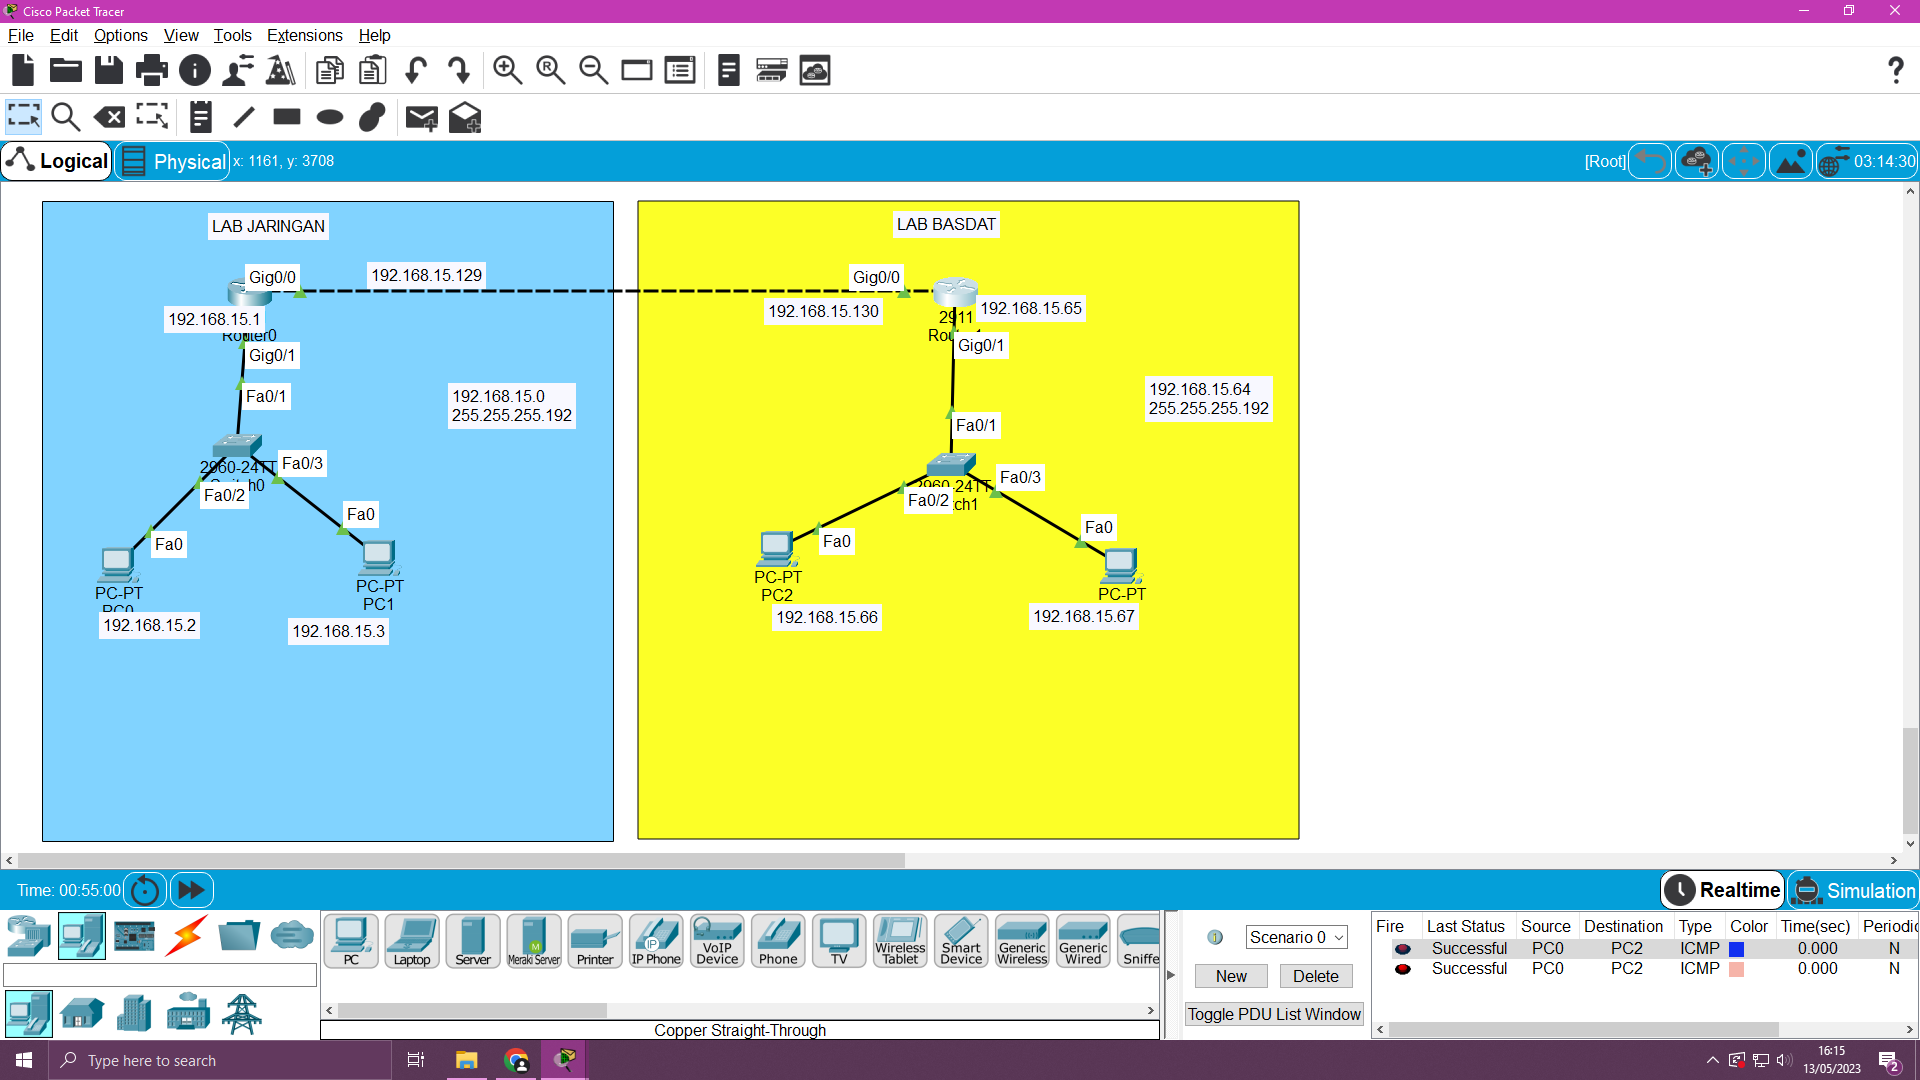 Cisco Packet Tracer
File Edit Options View Tools Extensions Help
Logical
Physical
x: 1161, y: 3708
[Root]
03:14:30
LAB JARINGAN
Gig0/0
192.168.15.129
192.168.15.1
Router0
Gig0/1
Fa0/1
192.168.15.0
255.255.255.192
2960-24TT
Fa0/3
Fa0/2
Fa0
Fa0
PC-PT
PC0
PC-PT
PC1
192.168.15.2
192.168.15.3
LAB BASDAT
Gig0/0
192.168.15.130
192.168.15.65
2911
Gig0/1
192.168.15.64
255.255.255.192
Fa0/1
Fa0/3
2960-24TT
Fa0/2
Fa0
Fa0
PC-PT
PC2
PC-PT
192.168.15.66
192.168.15.67
Time: 00:55:00
Realtime
Simulation
PC
Laptop
Server
Meraki Server
Printer
IP
IP Phone
VoIP
Device
Phone
TV
Wireless
Tablet
Smart
Device
Generic
Wireless
Generic
Wired
Sniffe
Copper Straight-Through
Scenario 0
New
Delete
Toggle PDU List Window
Fire Last Status Source Destination Type Color Time(sec) Periodic
Successful PC0 PC2 ICMP 0.000 N
Successful PC0 PC2 ICMP 0.000 N
Type here to search
16:15
13/05/2023
2